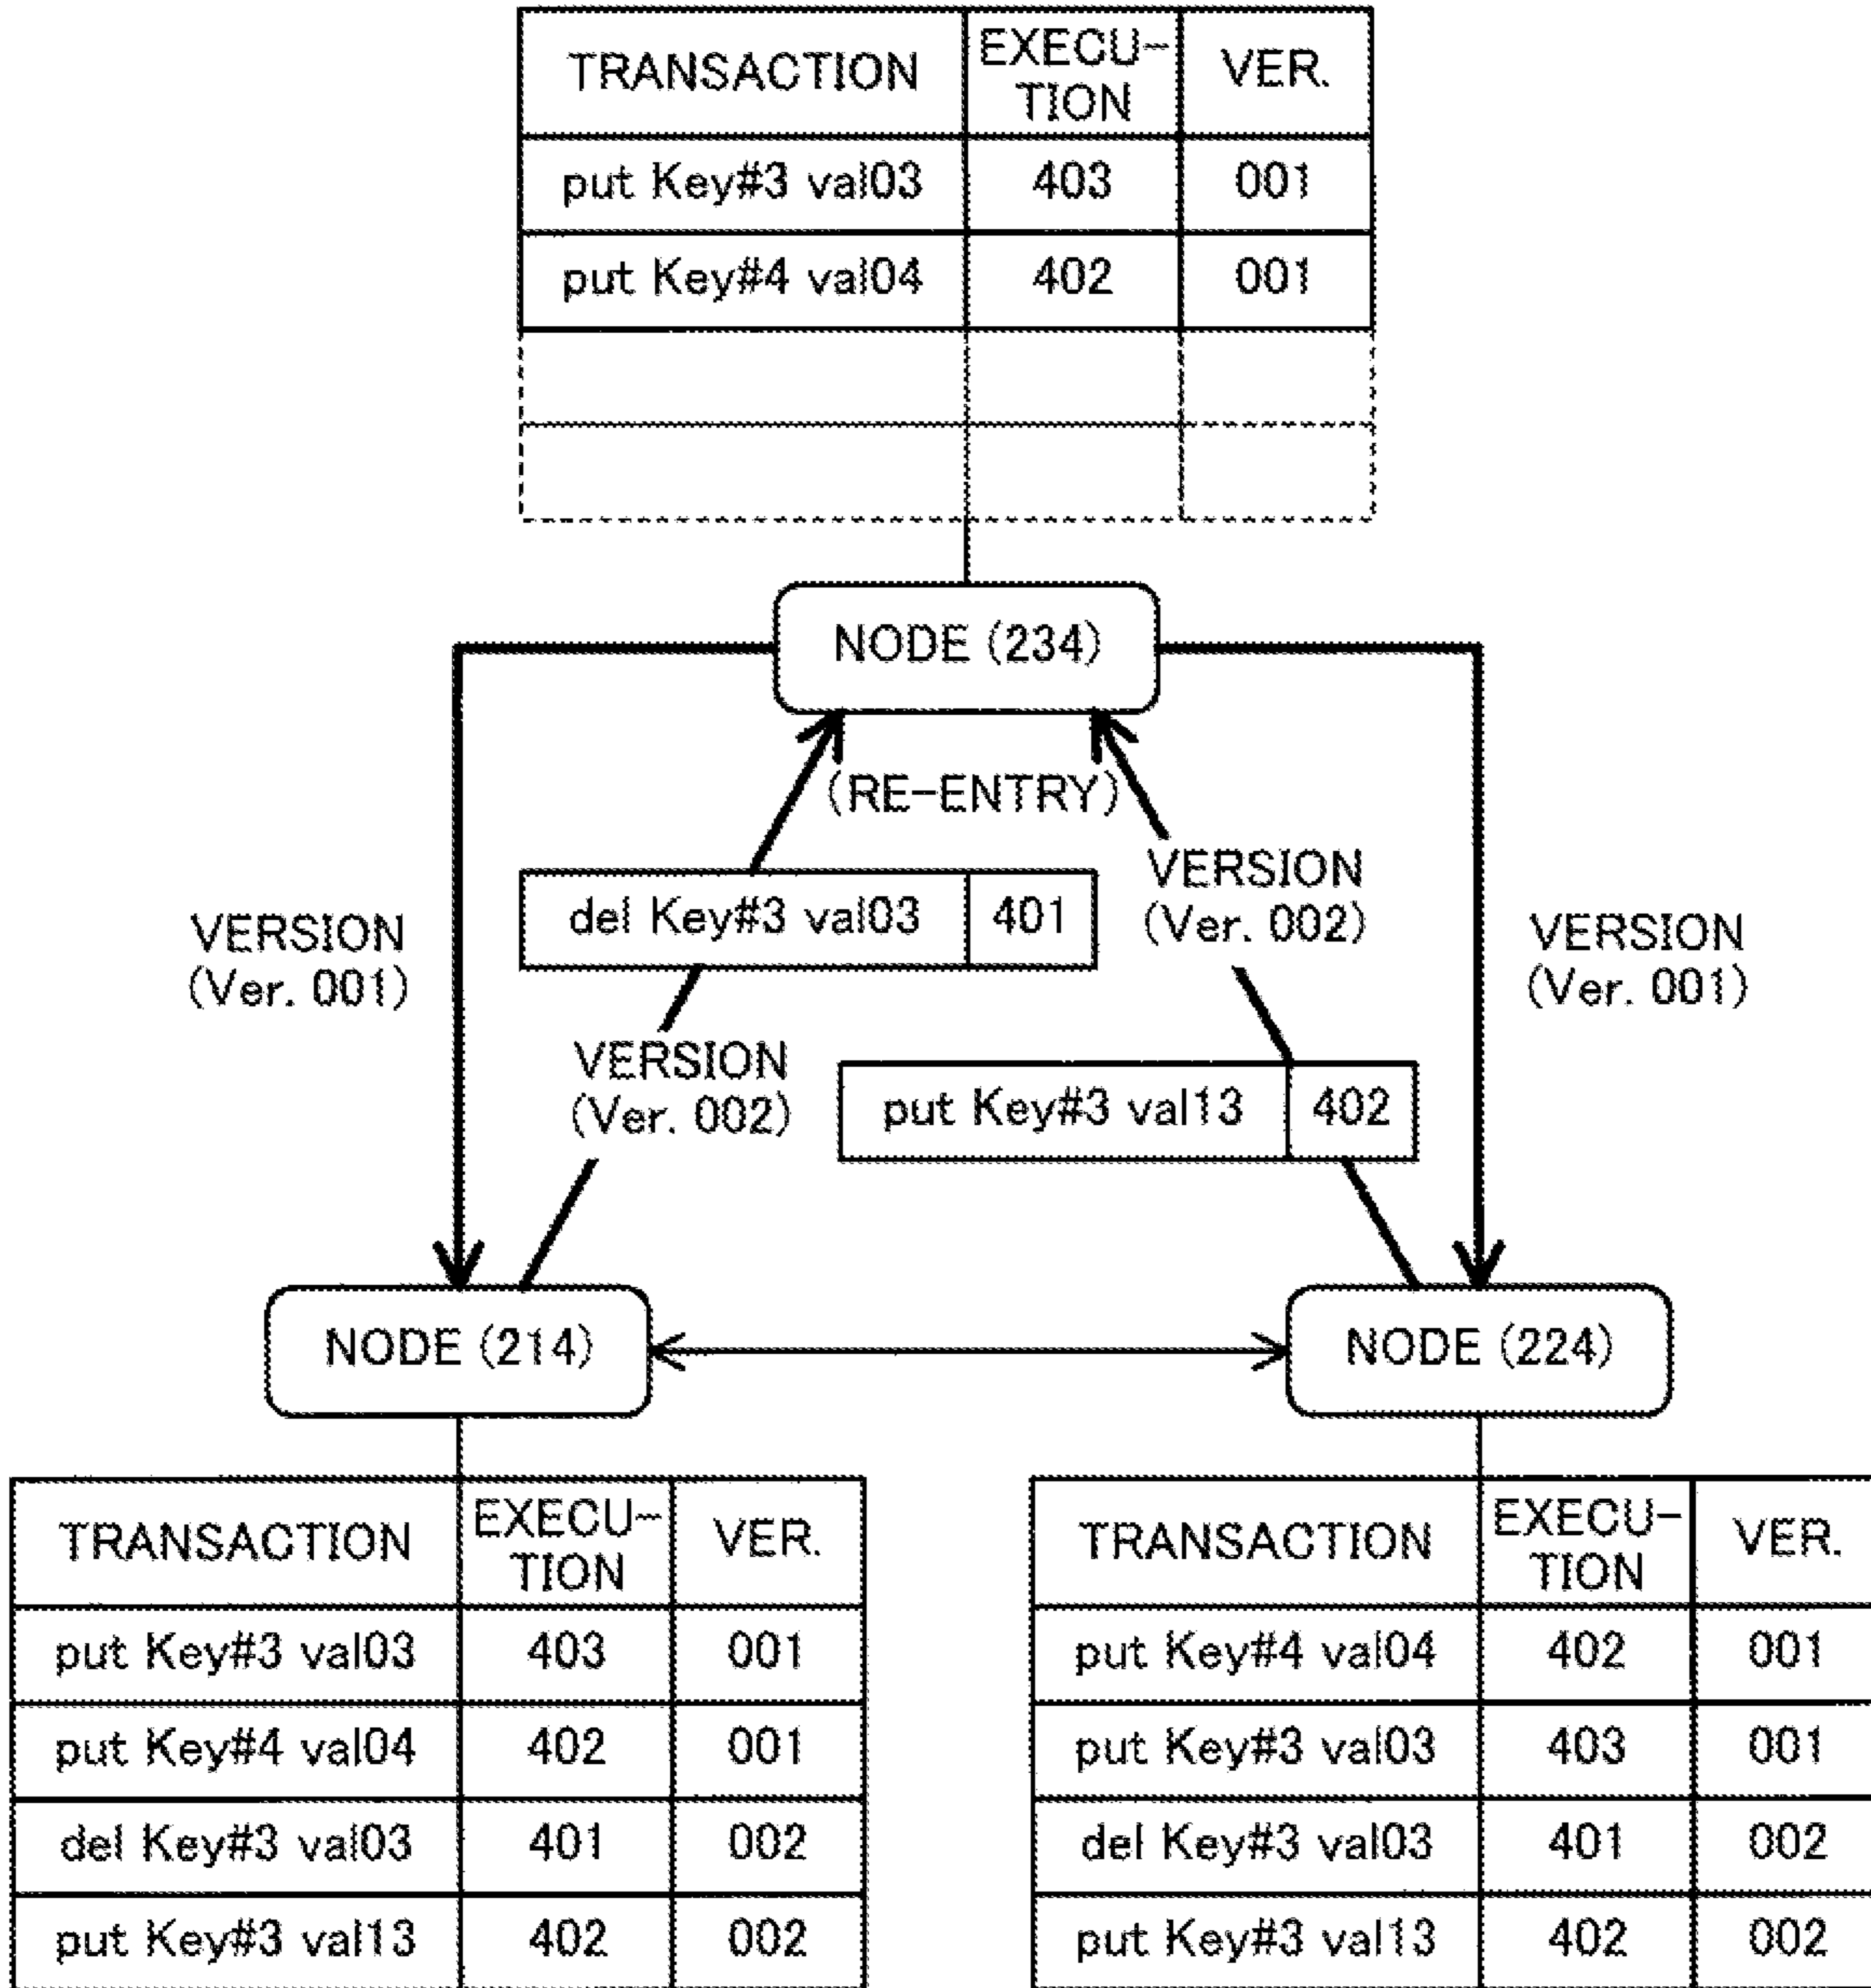 TRANSACTION EXECU-TION VER.
put Key#3 val03 403 001
put Key#4 val04 402 001
NODE (234)
(RE-ENTRY)
del Key#3 val03 401
VERSION
(Ver. 002)
VERSION
(Ver. 001)
VERSION
(Ver. 001)
VERSION
(Ver. 002)
put Key#3 val13 402
NODE (214)
NODE (224)
TRANSACTION EXECU-TION VER.
put Key#3 val03 403 001
put Key#4 val04 402 001
del Key#3 val03 401 002
put Key#3 val13 402 002
TRANSACTION EXECU-TION VER.
put Key#4 val04 402 001
put Key#3 val03 403 001
del Key#3 val03 401 002
put Key#3 val13 402 002